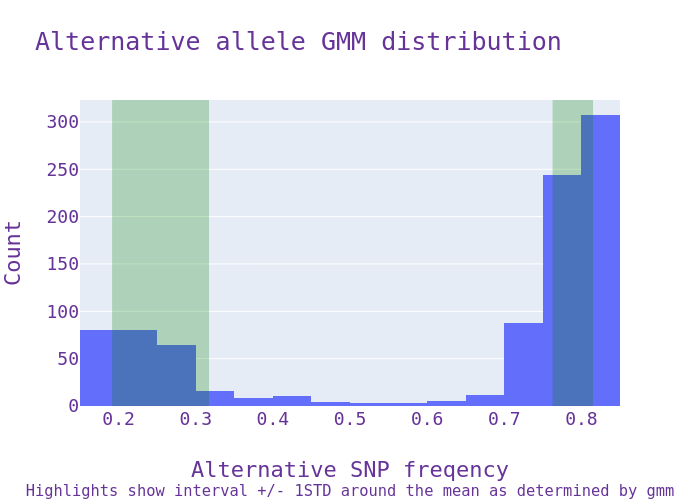 Alternative allele GMM distribution
Count
300
250
200
150
100
50
0
0.2 0.3 0.4 0.5 0.6 0.7 0.8
Alternative SNP freqency
Highlights show interval +/- 1STD around the mean as determined by gmm